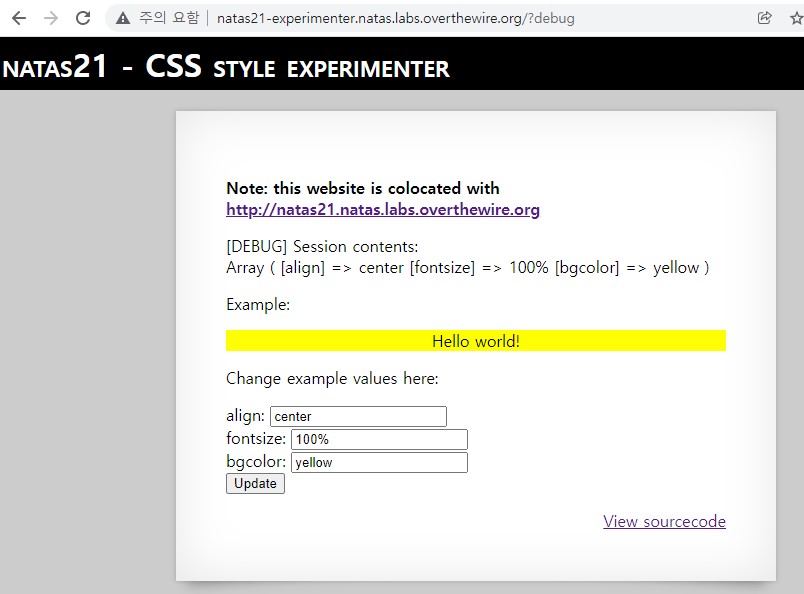 주의 요함 natas21-experimenter.natas.labs.overthewire.org/?debug
NATAS21 - CSS STYLE EXPERIMENTER
Note: this website is colocated with
http://natas21.natas.labs.overthewire.org
[DEBUG] Session contents:
Array ( [align] => center [fontsize] => 100% [bgcolor] => yellow )
Example:
Hello world!
Change example values here:
align: center
fontsize: 100%
bgcolor: yellow
Update
View sourcecode